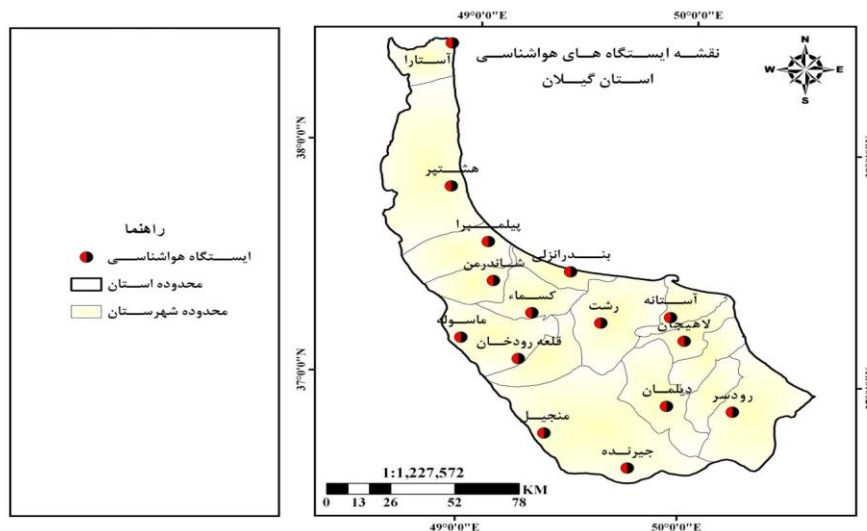 49°0'0"E
50°0'0"E
نقشه ایستگاه های هواشناسی
استان گیلان
N
W
E
S
آستارا
38°0'0"N
هشتپر
پیلمبرا
بندرانزلی
شاندرمن
کسماء
رشت
آستانه
لاهیجان
ماسوله
قلعه رودخان
37°0'0"N
دیلمان
رودسر
منجیل
جیرنده
1:1,227,572
KM
0 13 26 52 78
49°0'0"E
50°0'0"E
راهنما
ایستگاه هواشناسی
محدوده استان
محدوده شهرستان